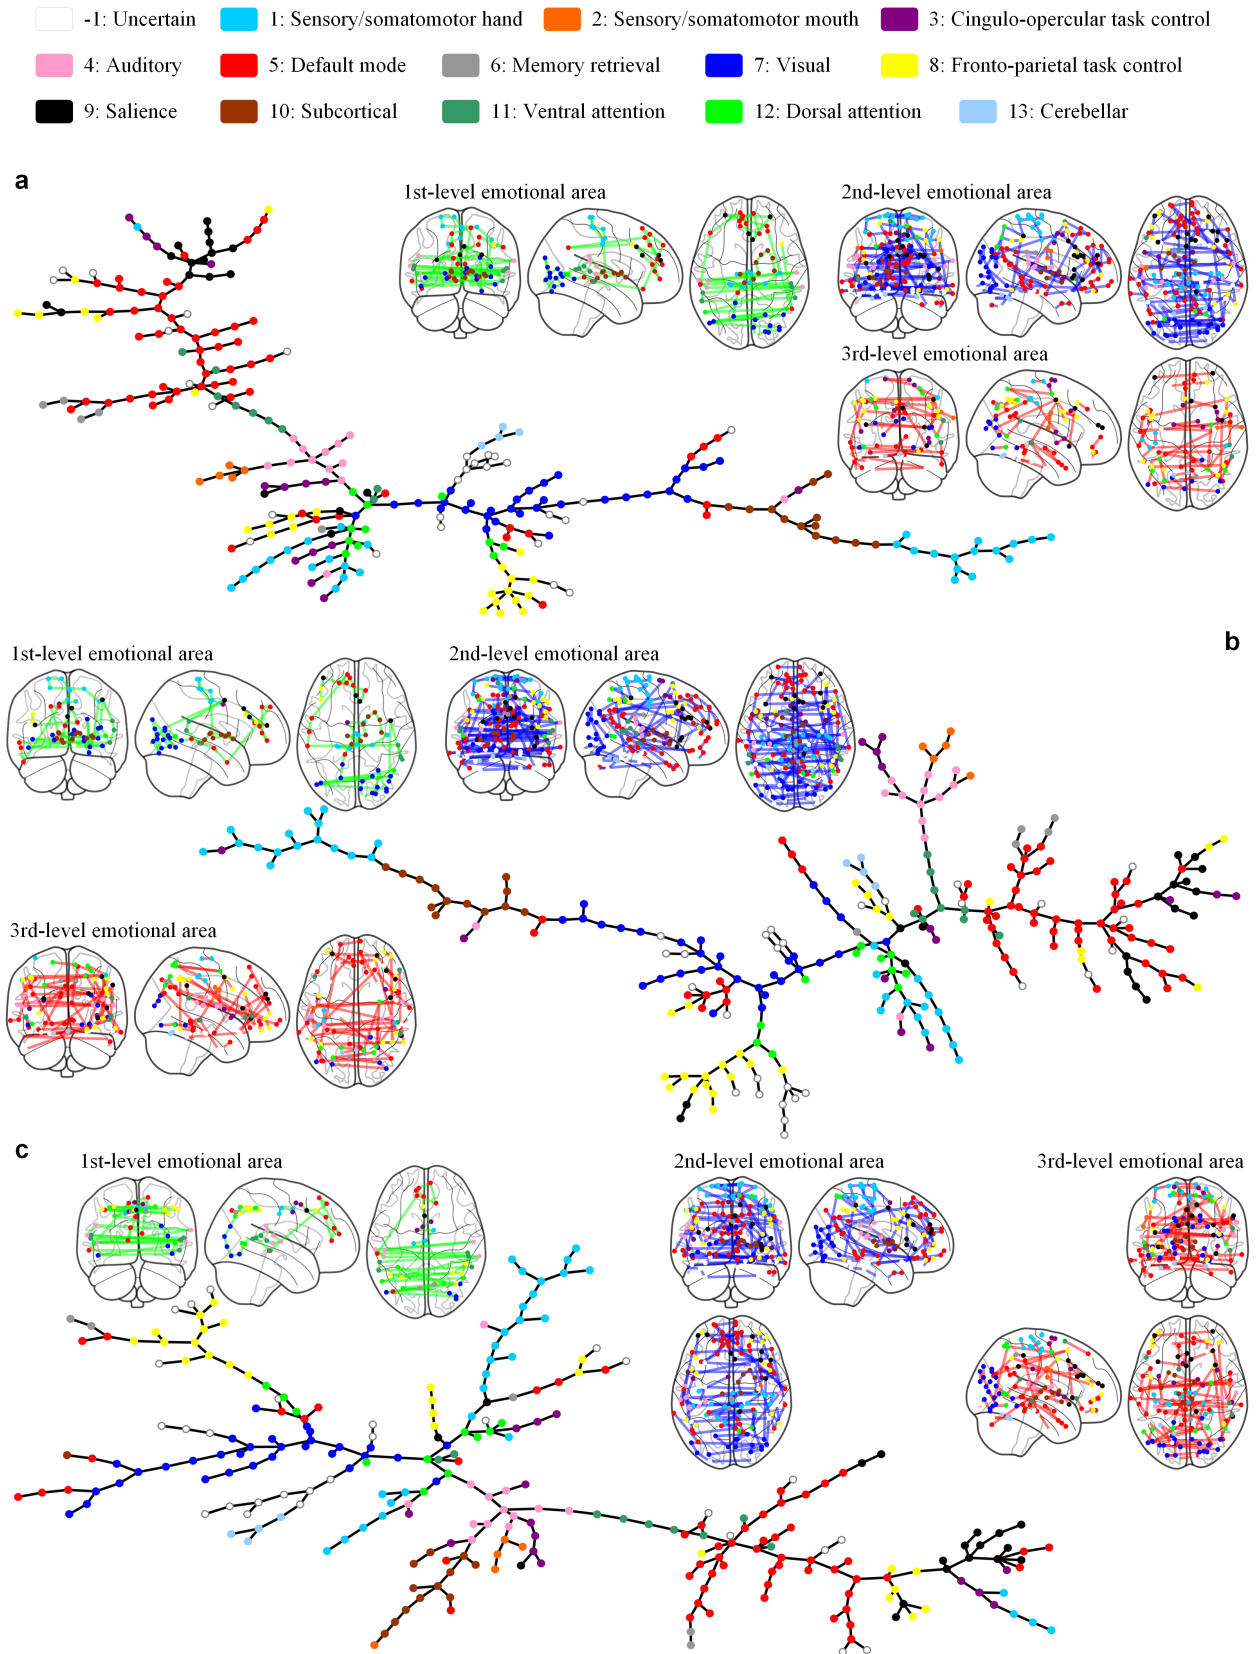 -1: Uncertain 1: Sensory/somatomotor hand 2: Sensory/somatomotor mouth 3: Cingulo-opercular task control
4: Auditory 5: Default mode 6: Memory retrieval 7: Visual 8: Fronto-parietal task control
9: Salience 10: Subcortical 11: Ventral attention 12: Dorsal attention 13: Cerebellar
a
1st-level emotional area 2nd-level emotional area
3rd-level emotional area
b
1st-level emotional area 2nd-level emotional area
3rd-level emotional area
c
1st-level emotional area 2nd-level emotional area 3rd-level emotional area